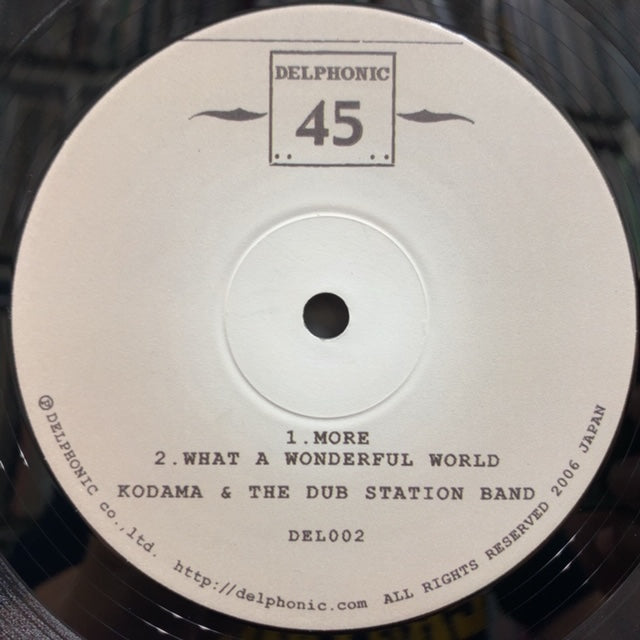 DELPHONIC
45
1.MORE
2.WHAT A WONDERFUL WORLD
KODAMA & THE DUB STATION BAND
DEL002
℗DELPHONIC co.,ltd. http://delphonic.com ALL RIGHTS RESERVED 2006 JAPAN